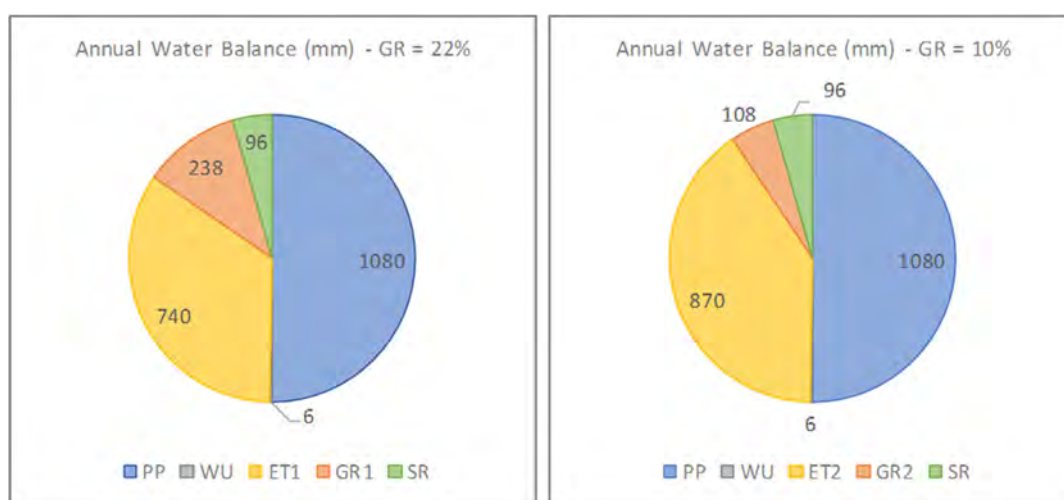 Annual Water Balance (mm) - GR = 22%
96
238
1080
740
6
PP WU ET1 GR1 SR
Annual Water Balance (mm) - GR = 10%
96
108
1080
870
6
PP WU ET2 GR2 SR